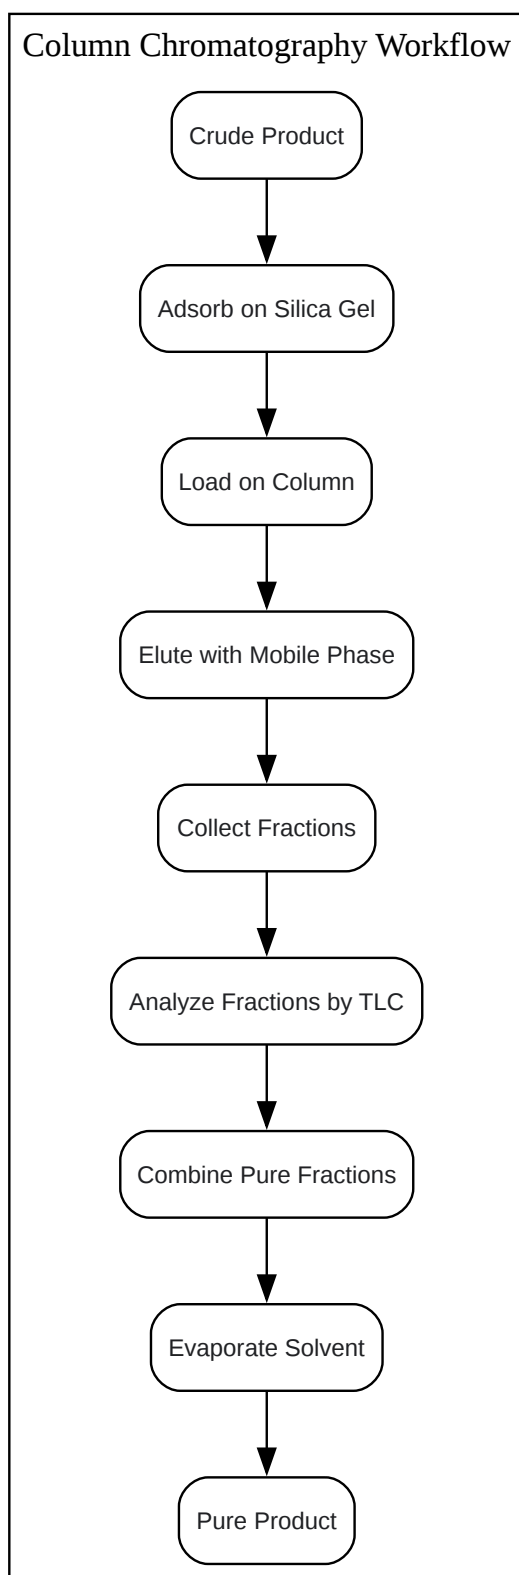 Column Chromatography Workflow
Crude Product
Adsorb on Silica Gel
Load on Column
Elute with Mobile Phase
Collect Fractions
Analyze Fractions by TLC
Combine Pure Fractions
Evaporate Solvent
Pure Product